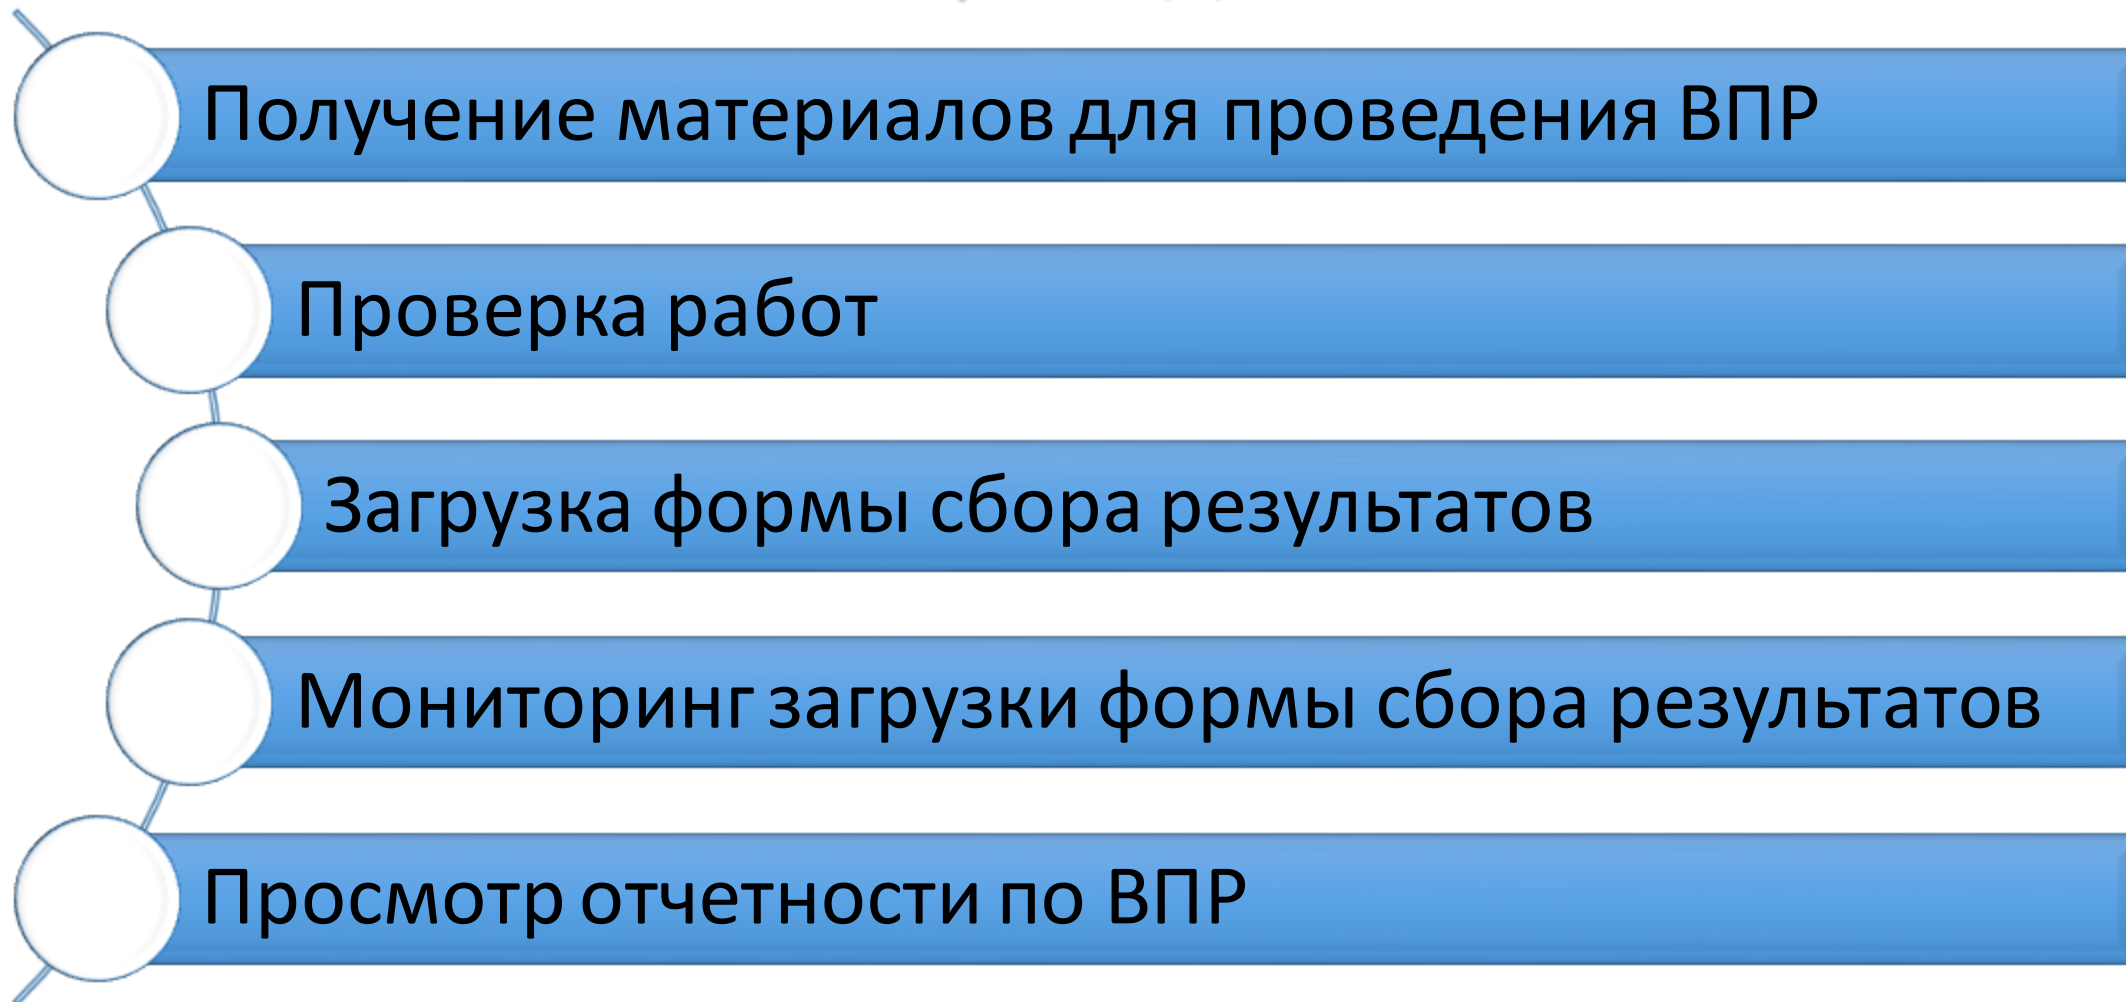 Получение материалов для проведения ВПР
Проверка работ
Загрузка формы сбора результатов
Мониторинг загрузки формы сбора результатов
Просмотр отчетности по ВПР